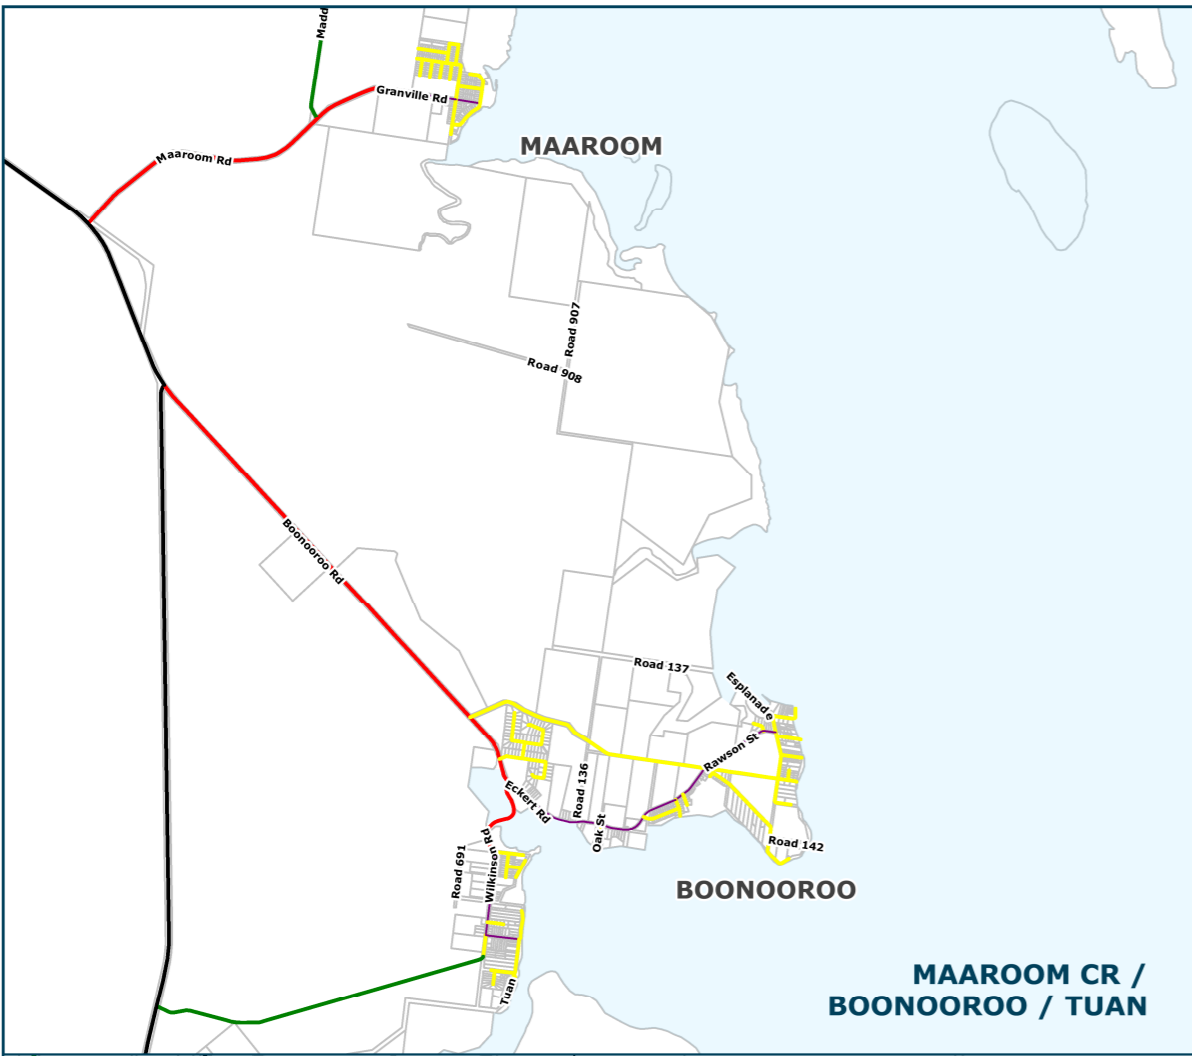 Madd
Granville Rd
MAAROOM
Maaroom Rd
Road 907
Road 908
Boonooroo Rd
Road 137
Esplanade
Rawson St
Road 136
Eckert Rd
Oak St
Road 142
Wilkinson Rd
Road 691
BOONOOROO
MAAROOM CR /
BOONOOROO / TUAN
Tuan